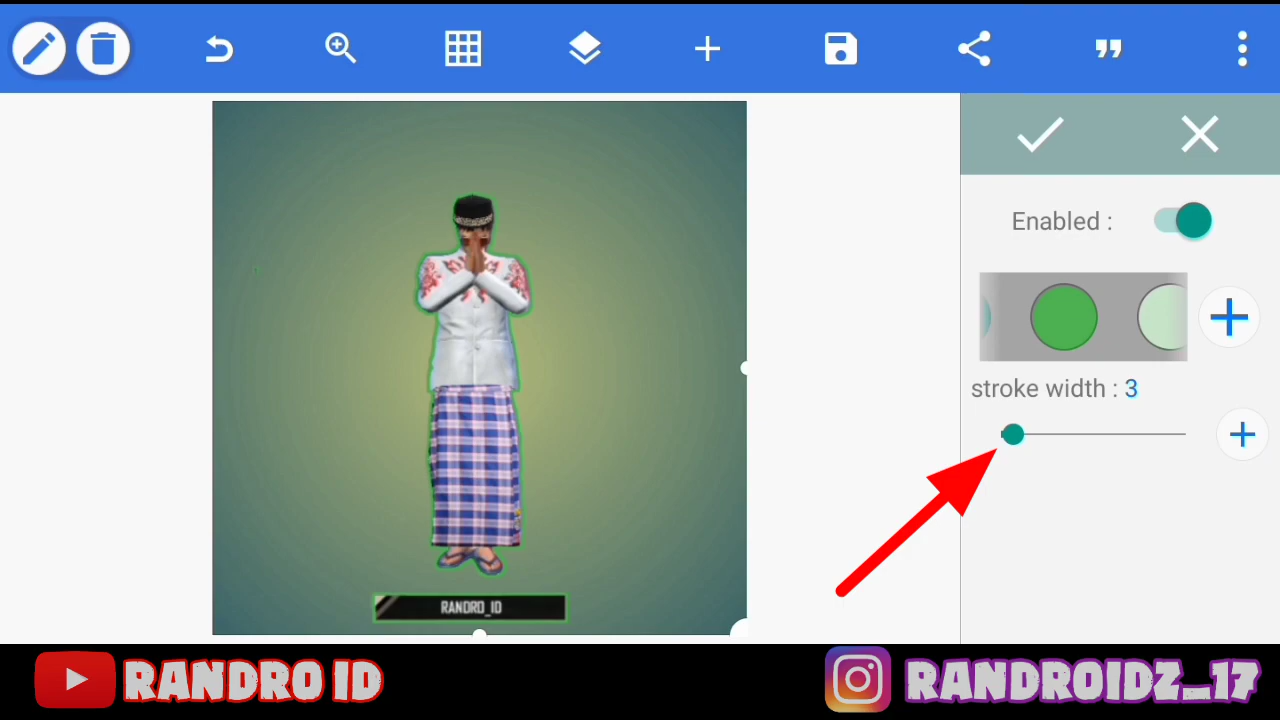 Enabled :
stroke width : 3
RANDRO_ID
RANDRO ID
RANDROIDZ_17